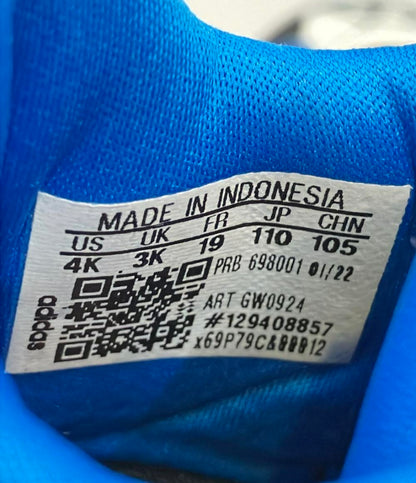 MADE IN INDONESIA
US UK FR JP CHN
4K 3K 19 110 105
PRB 698001 01/22
ART GW0924
#129408857
adidas